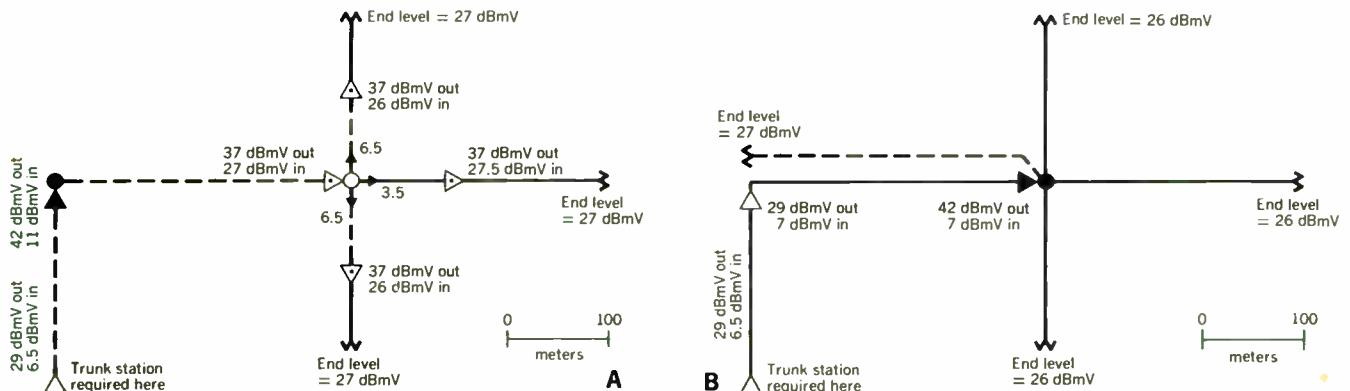 End level = 27 dBmV
37 dBmV out
26 dBmV in
6.5
37 dBmV out
27 dBmV in
37 dBmV out
27.5 dBmV in
3.5
6.5
End level
= 27 dBmV
42 dBmV out
11 dBmV in
37 dBmV out
26 dBmV in
29 dBmV out
6.5 dBmV in
0 100
meters
Trunk station
required here
End level
= 27 dBmV
A
End level = 26 dBmV
End level
= 27 dBmV
29 dBmV out
7 dBmV in
42 dBmV out
7 dBmV in
End level
= 26 dBmV
29 dBmV out
6.5 dBmV in
0 100
meters
Trunk station
required here
End level
= 26 dBmV
B